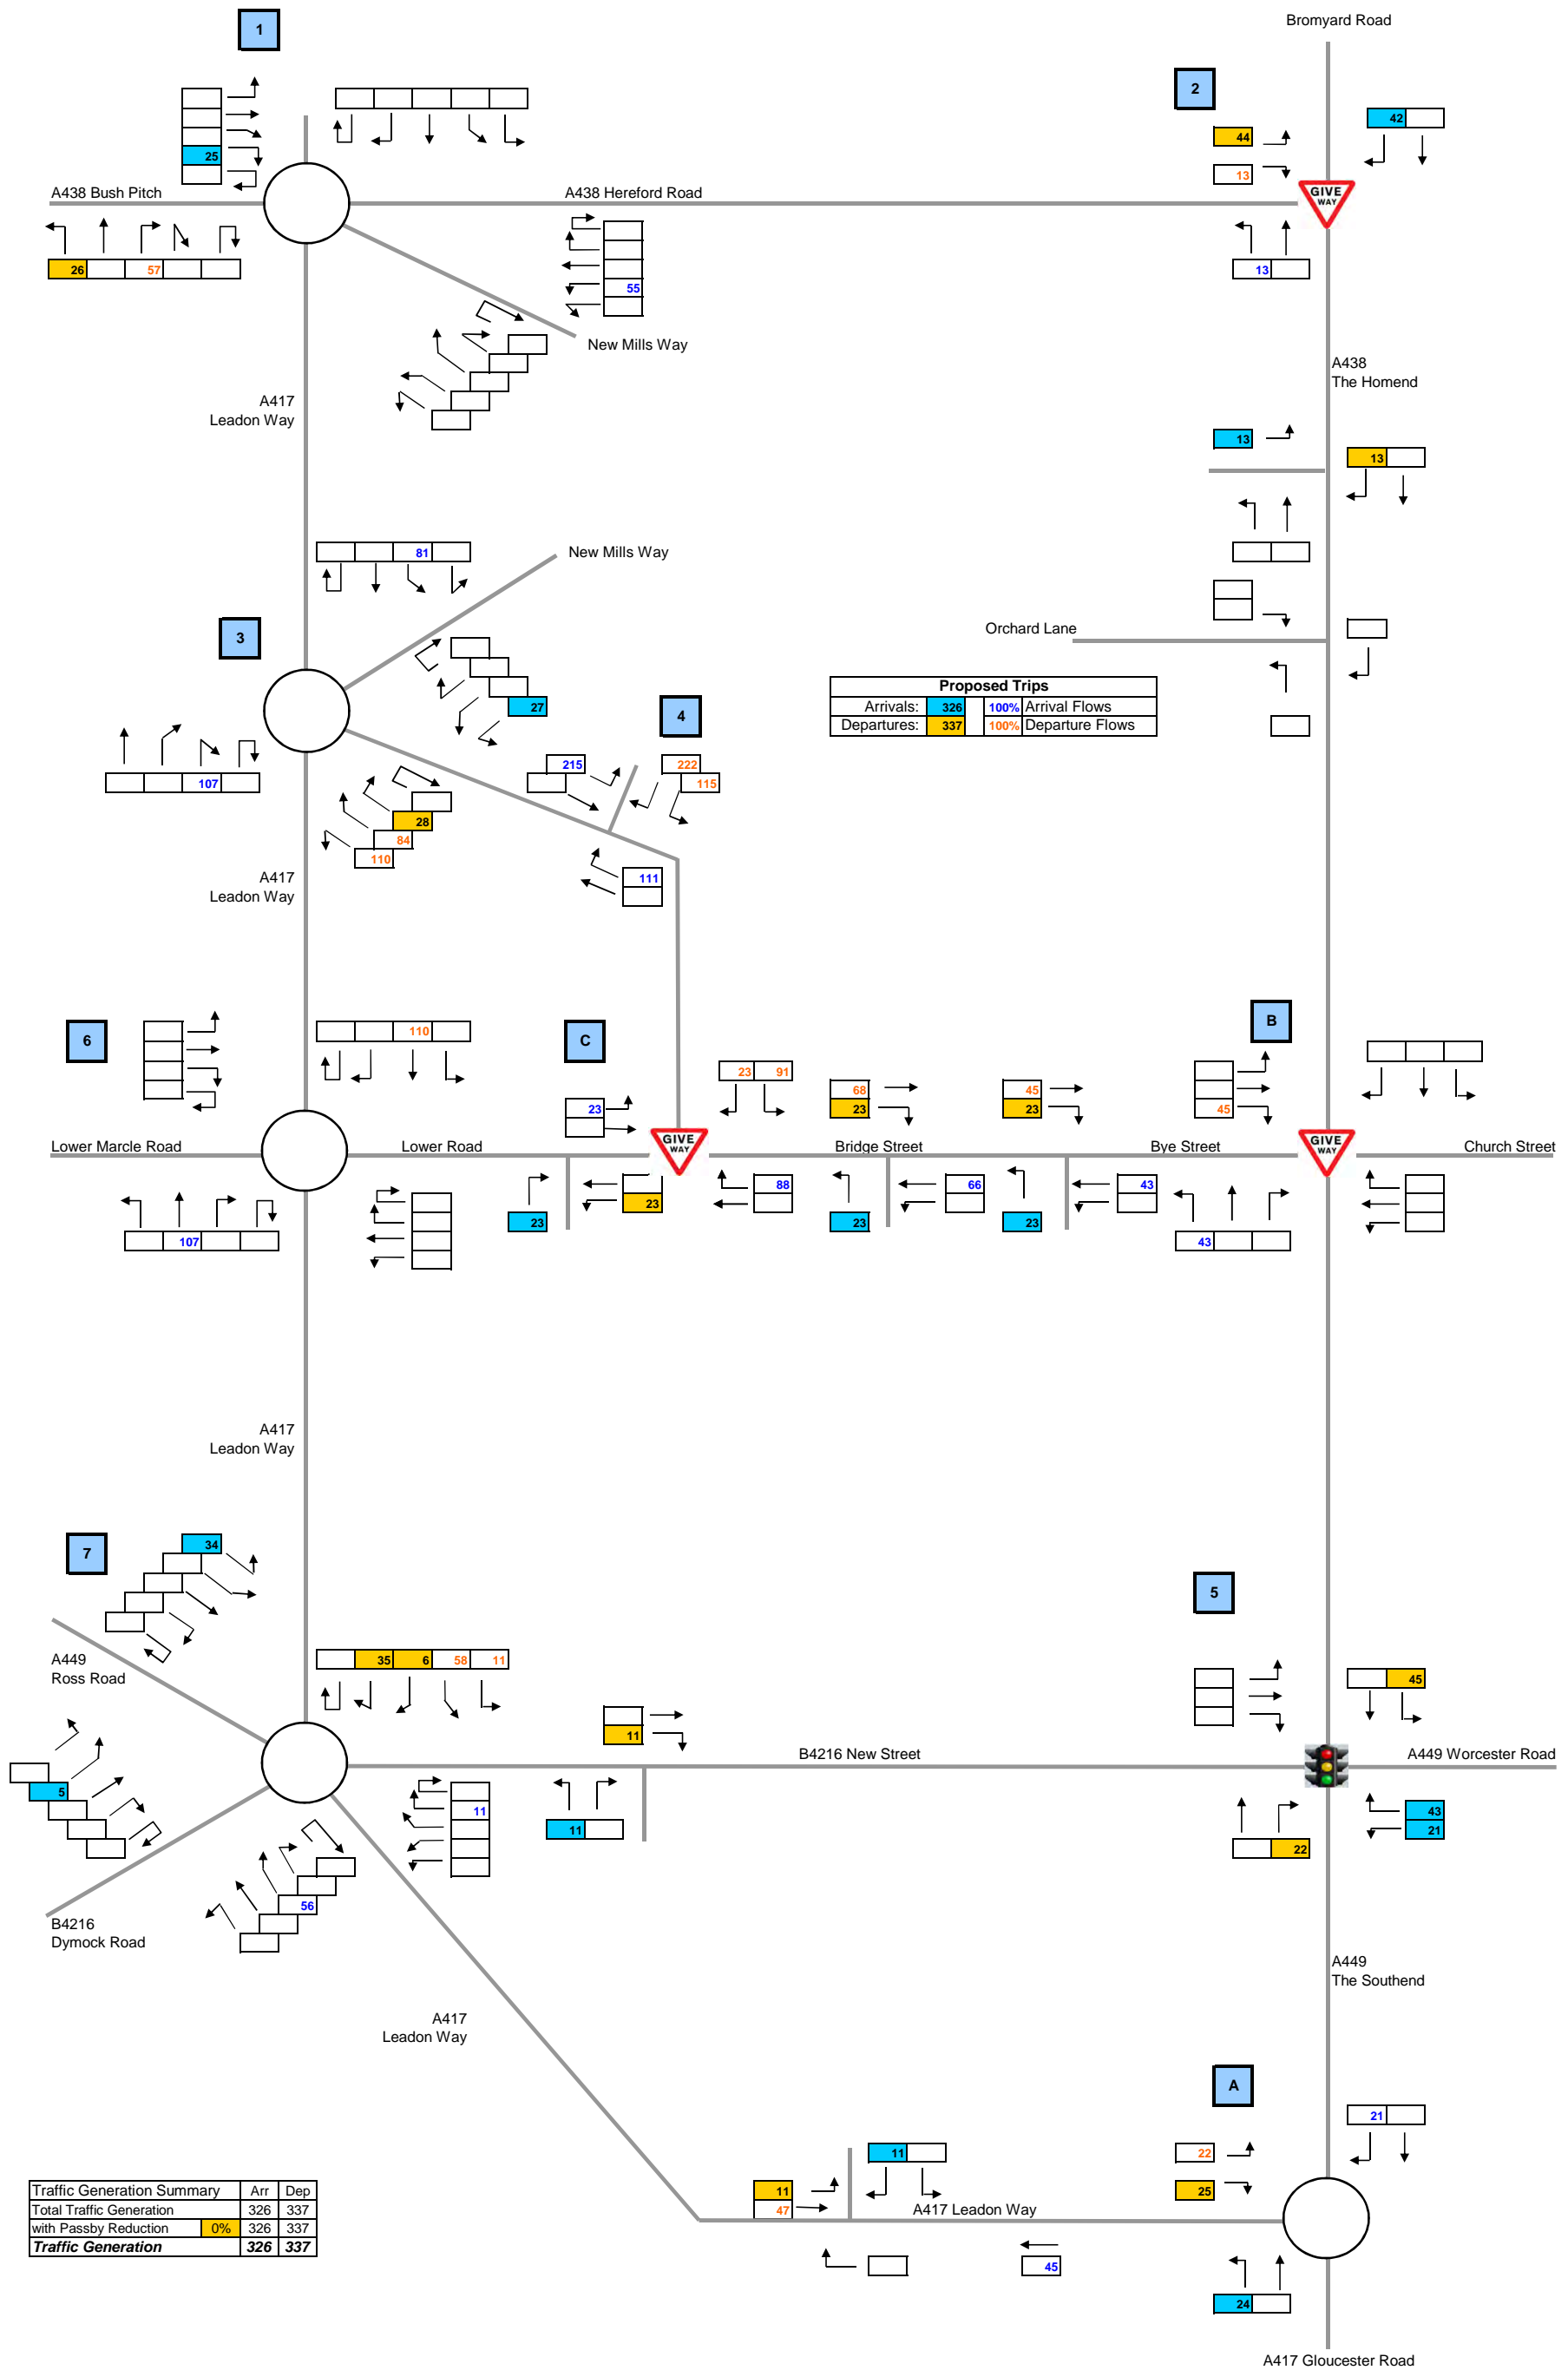 Bromyard Road
1
2
44
42
25
13
A438 Bush Pitch
A438 Hereford Road
GIVE
WAY
26
57
55
13
New Mills Way
A438
The Homend
A417
Leadon Way
13
13
81
New Mills Way
3
Orchard Lane
27
Proposed Trips
Arrivals: 326 100% Arrival Flows
Departures: 337 100% Departure Flows
4
107
215
222
115
28
84
110
111
A417
Leadon Way
6
110
C
B
23 91
68
23
45
23
45
23
Lower Marcle Road
Lower Road
GIVE
WAY
Bridge Street
Bye Street
GIVE
WAY
Church Street
107
23
23
88
23
66
23
43
43
A417
Leadon Way
7
34
5
A449
Ross Road
35 6 58 11
45
11
B4216 New Street
A449 Worcester Road
5
11
11
43
21
22
56
B4216
Dymock Road
A449
The Southend
A417
Leadon Way
A
21
11
22
11
47
25
A417 Leadon Way
45
24
Traffic Generation Summary Arr Dep
Total Traffic Generation 326 337
with Passby Reduction 0% 326 337
Traffic Generation 326 337
A417 Gloucester Road